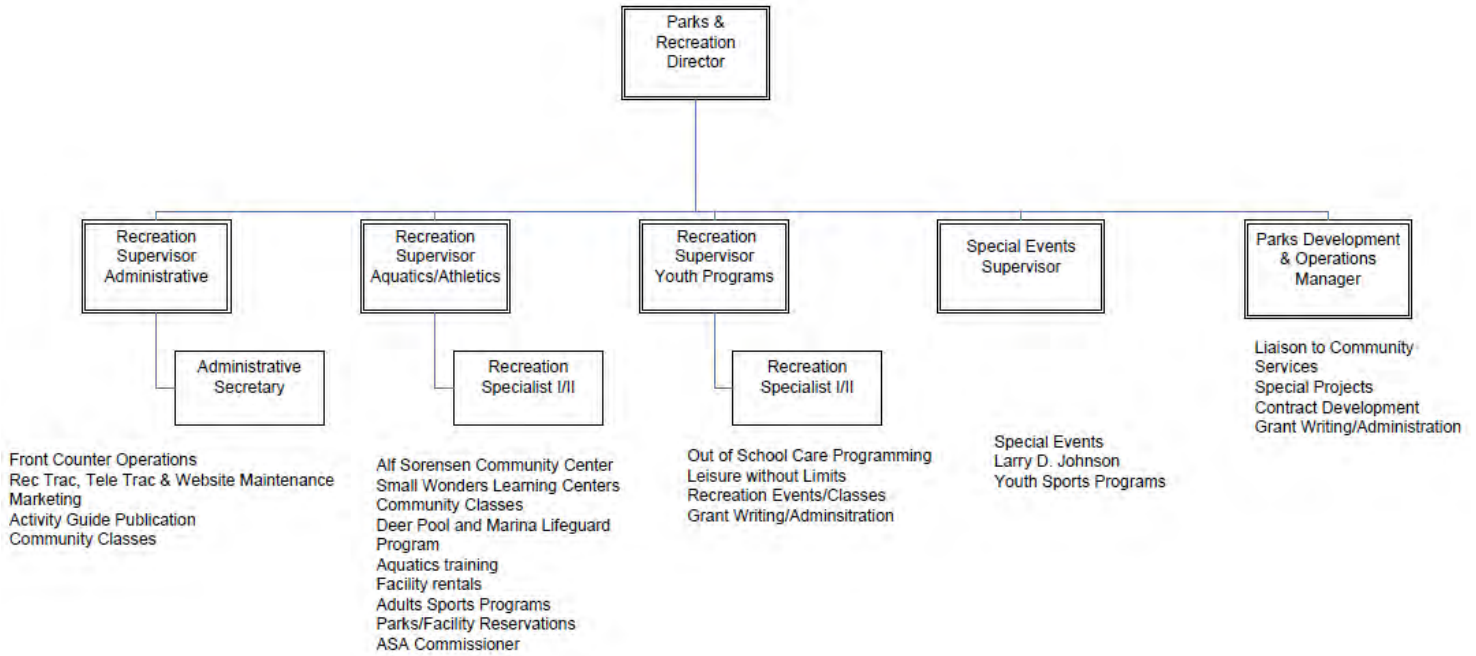 Parks &
Recreation
Director
Recreation
Supervisor
Administrative
Recreation
Supervisor
Aquatics/Athletics
Recreation
Supervisor
Youth Programs
Special Events
Supervisor
Parks Development
& Operations
Manager
Administrative
Secretary
Recreation
Specialist I/II
Recreation
Specialist I/II
Front Counter Operations
Rec Trac, Tele Trac & Website Maintenance
Marketing
Activity Guide Publication
Community Classes
Alf Sorensen Community Center
Small Wonders Learning Centers
Community Classes
Deer Pool and Marina Lifeguard
Program
Aquatics training
Facility rentals
Adults Sports Programs
Parks/Facility Reservations
ASA Commissioner
Out of School Care Programming
Leisure without Limits
Recreation Events/Classes
Grant Writing/Adminsitration
Special Events
Larry D. Johnson
Youth Sports Programs
Liaison to Community
Services
Special Projects
Contract Development
Grant Writing/Administration